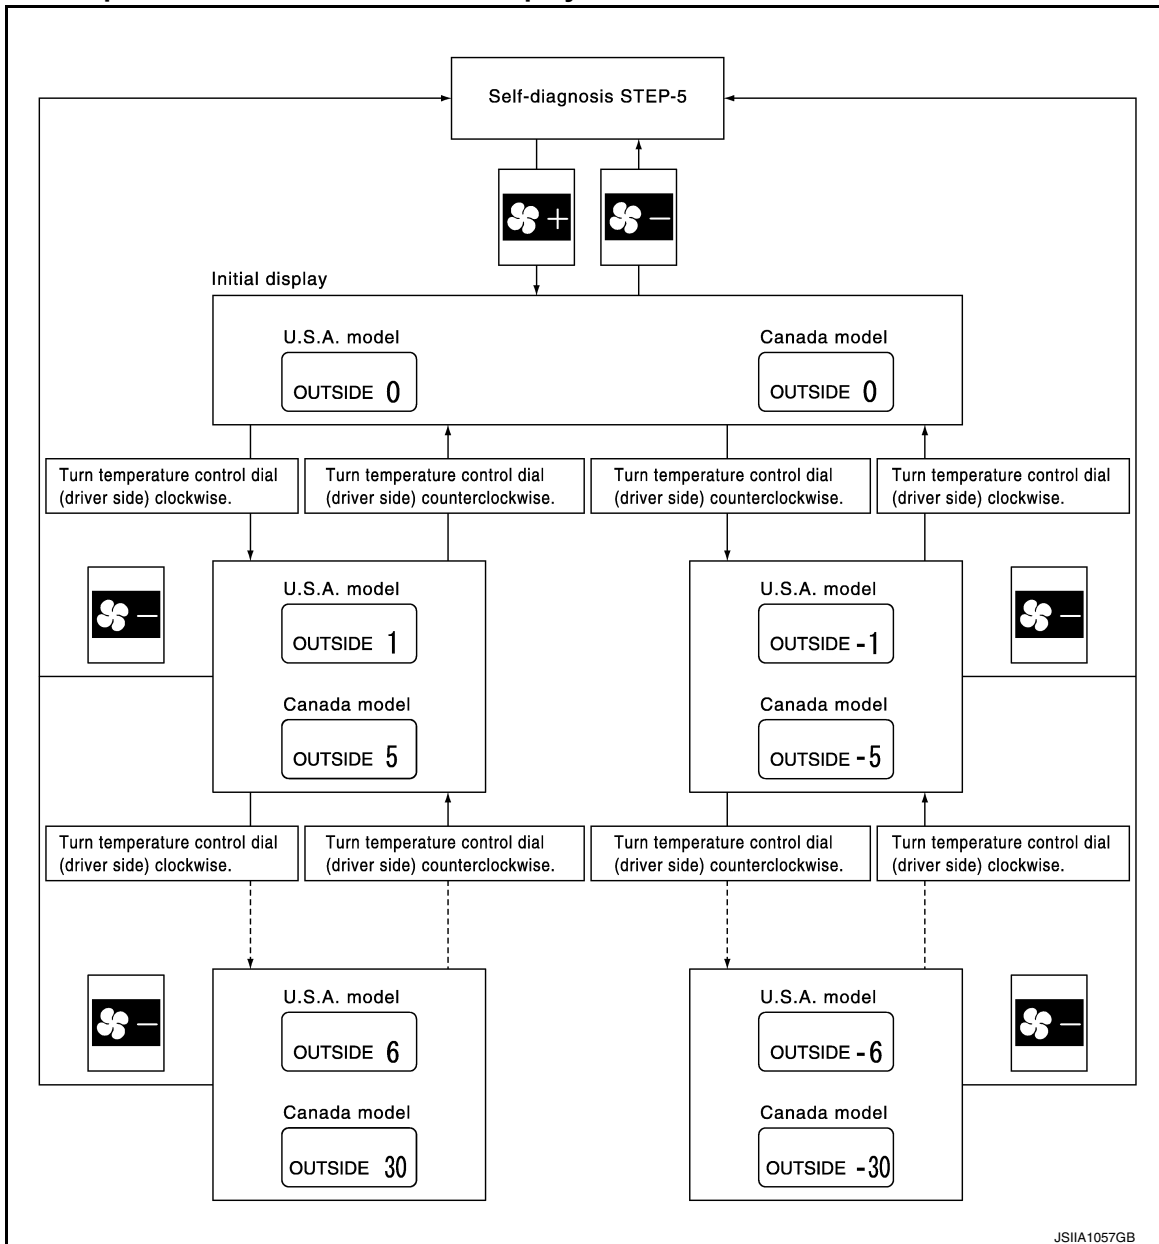 Self-diagnosis STEP-5
+
−
Initial display
U.S.A. model
Canada model
OUTSIDE 0
OUTSIDE 0
Turn temperature control dial
(driver side) clockwise.
Turn temperature control dial
(driver side) counterclockwise.
Turn temperature control dial
(driver side) counterclockwise.
Turn temperature control dial
(driver side) clockwise.
−
U.S.A. model
OUTSIDE 1
Canada model
OUTSIDE 5
U.S.A. model
OUTSIDE -1
Canada model
OUTSIDE -5
−
Turn temperature control dial
(driver side) clockwise.
Turn temperature control dial
(driver side) counterclockwise.
Turn temperature control dial
(driver side) counterclockwise.
Turn temperature control dial
(driver side) clockwise.
−
U.S.A. model
OUTSIDE 6
Canada model
OUTSIDE 30
U.S.A. model
OUTSIDE -6
Canada model
OUTSIDE -30
−
JSIIA1057GB